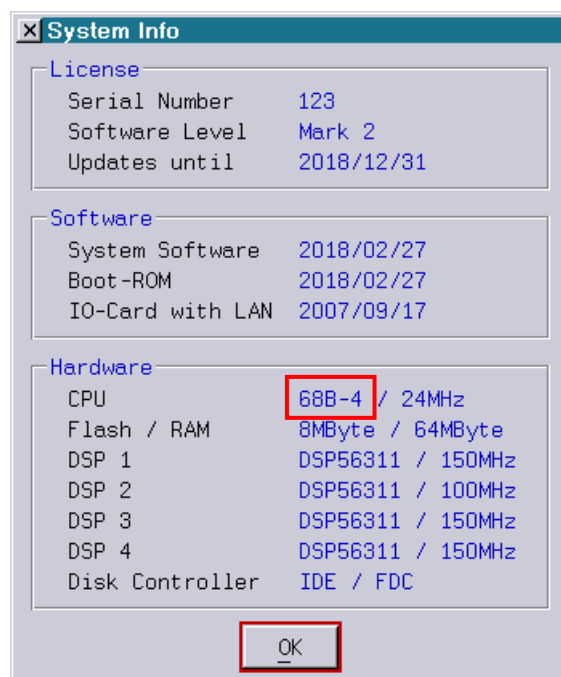 System Info
License
Serial Number 123
Software Level Mark 2
Updates until 2018/12/31
Software
System Software 2018/02/27
Boot-ROM 2018/02/27
IO-Card with LAN 2007/09/17
Hardware
CPU 68B-4 / 24MHz
Flash / RAM 8MByte / 64MByte
DSP 1 DSP56311 / 150MHz
DSP 2 DSP56311 / 100MHz
DSP 3 DSP56311 / 150MHz
DSP 4 DSP56311 / 150MHz
Disk Controller IDE / FDC
OK